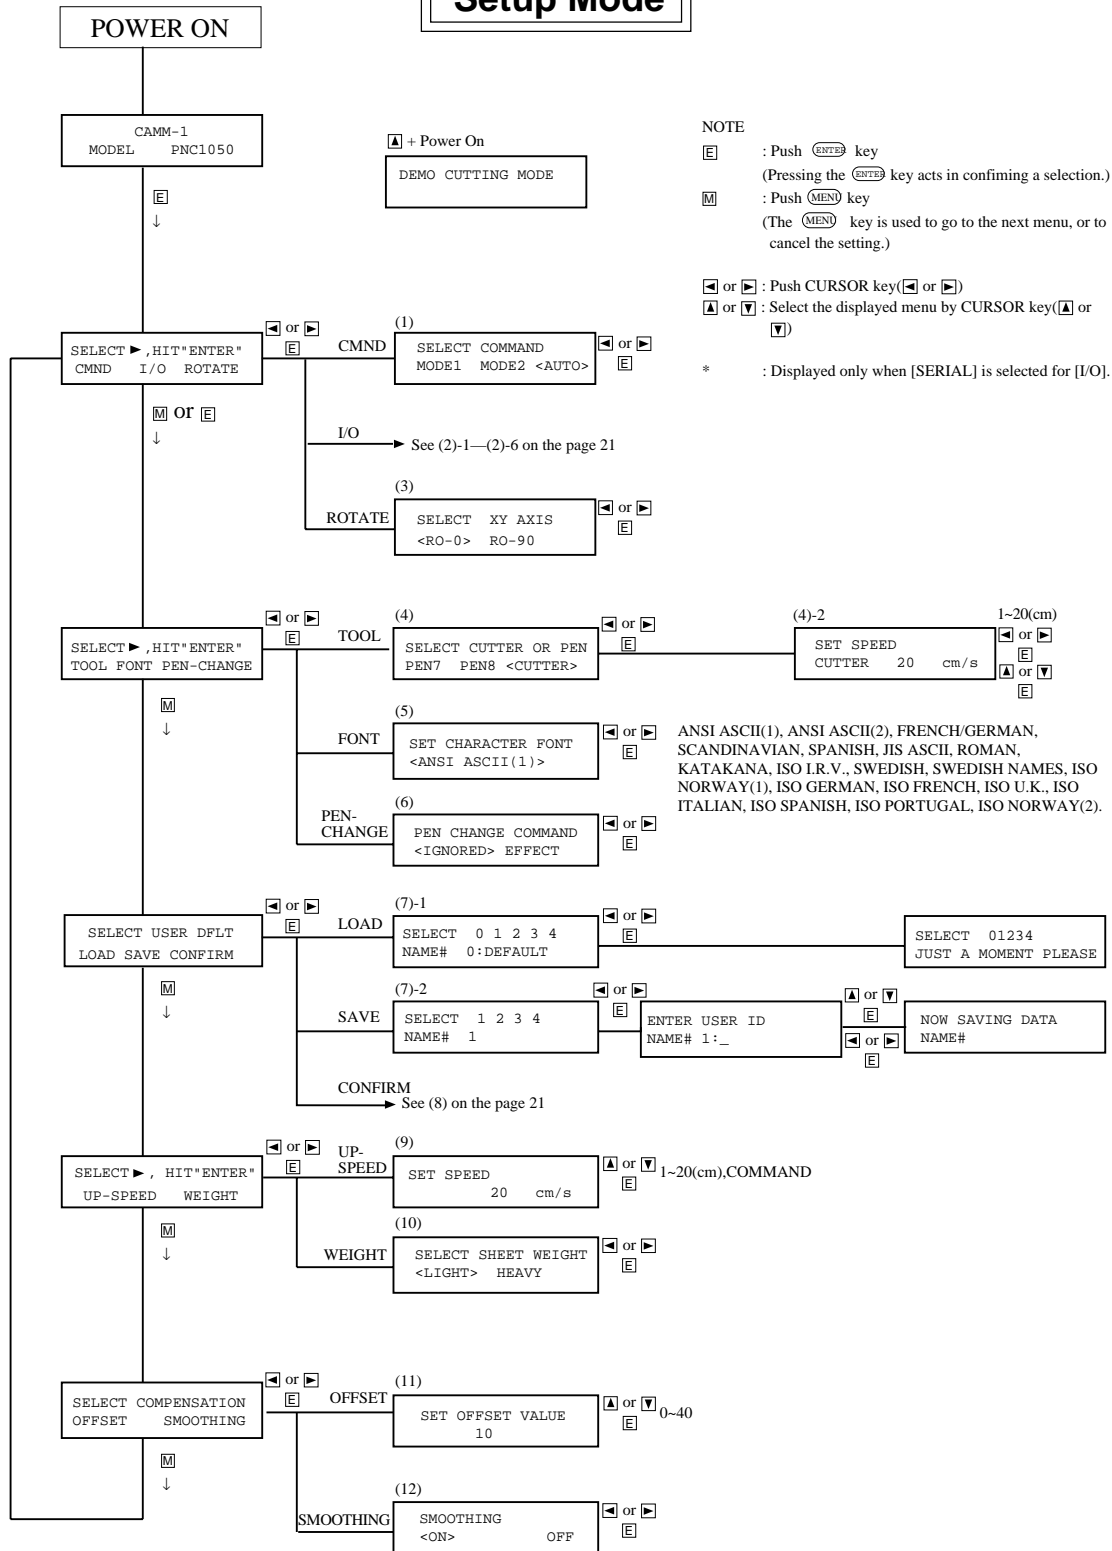 Setup Mode
POWER ON
CAMM-1
MODEL PNC1050
E
↓
▲ + Power On
DEMO CUTTING MODE
NOTE
E : Push ENTER key
(Pressing the ENTER key acts in confiming a selection.)
M : Push MENU key
(The MENU key is used to go to the next menu, or to
cancel the setting.)
◄ or ► : Push CURSOR key(◄ or ►)
▲ or ▼ : Select the displayed menu by CURSOR key(▲ or
▼)
* : Displayed only when [SERIAL] is selected for [I/O].
SELECT ► ,HIT"ENTER"
CMND I/O ROTATE
◄ or ►
E
CMND
(1)
SELECT COMMAND
MODE1 MODE2 <AUTO>
◄ or ►
E
M or E
↓
I/O
See (2)-1—(2)-6 on the page 21
ROTATE
(3)
SELECT XY AXIS
<RO-0> RO-90
◄ or ►
E
SELECT ► ,HIT"ENTER"
TOOL FONT PEN-CHANGE
◄ or ►
E
TOOL
(4)
SELECT CUTTER OR PEN
PEN7 PEN8 <CUTTER>
◄ or ►
E
(4)-2
SET SPEED
CUTTER 20 cm/s
1~20(cm)
◄ or ►
E
▲ or ▼
E
M
↓
FONT
(5)
SET CHARACTER FONT
<ANSI ASCII(1)>
◄ or ►
E
ANSI ASCII(1), ANSI ASCII(2), FRENCH/GERMAN,
SCANDINAVIAN, SPANISH, JIS ASCII, ROMAN,
KATAKANA, ISO I.R.V., SWEDISH, SWEDISH NAMES, ISO
NORWAY(1), ISO GERMAN, ISO FRENCH, ISO U.K., ISO
ITALIAN, ISO SPANISH, ISO PORTUGAL, ISO NORWAY(2).
PEN-
CHANGE
(6)
PEN CHANGE COMMAND
<IGNORED> EFFECT
◄ or ►
E
SELECT USER DFLT
LOAD SAVE CONFIRM
◄ or ►
E
LOAD
(7)-1
SELECT 0 1 2 3 4
NAME# 0:DEFAULT
◄ or ►
E
SELECT 01234
JUST A MOMENT PLEASE
M
↓
SAVE
(7)-2
SELECT 1 2 3 4
NAME# 1
◄ or ►
E
ENTER USER ID
NAME# 1:_
▲ or ▼
E
◄ or ►
E
NOW SAVING DATA
NAME#
CONFIRM
See (8) on the page 21
SELECT ► , HIT"ENTER"
UP-SPEED WEIGHT
◄ or ►
E
UP-
SPEED
(9)
SET SPEED
20 cm/s
▲ or ▼
E
1~20(cm),COMMAND
M
↓
WEIGHT
(10)
SELECT SHEET WEIGHT
<LIGHT> HEAVY
◄ or ►
E
SELECT COMPENSATION
OFFSET SMOOTHING
◄ or ►
E
OFFSET
(11)
SET OFFSET VALUE
10
▲ or ▼
E
0~40
M
↓
SMOOTHING
(12)
SMOOTHING
<ON> OFF
◄ or ►
E